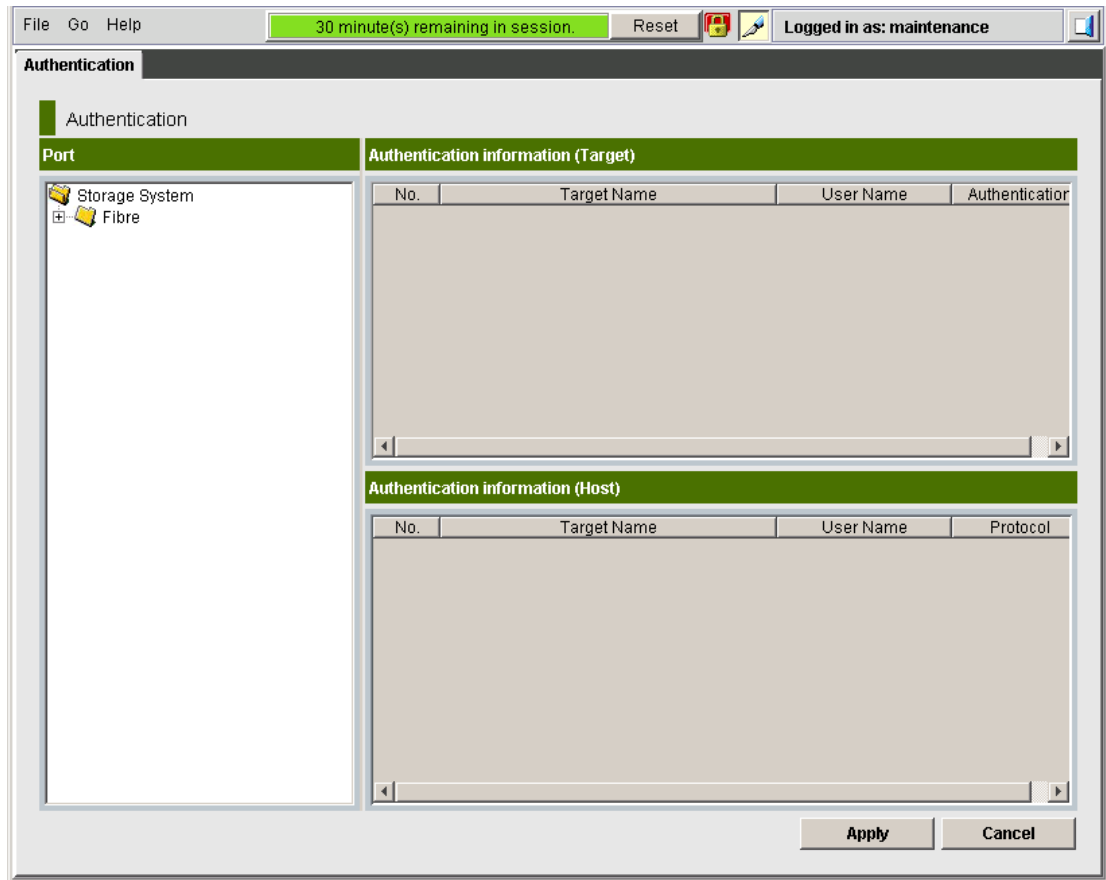 File Go Help 30 minute(s) remaining in session. Reset Logged in as: maintenance
Authentication
Authentication
Port
Storage System
Fibre
Authentication information (Target)
No. Target Name User Name Authentication
Authentication information (Host)
No. Target Name User Name Protocol
Apply Cancel